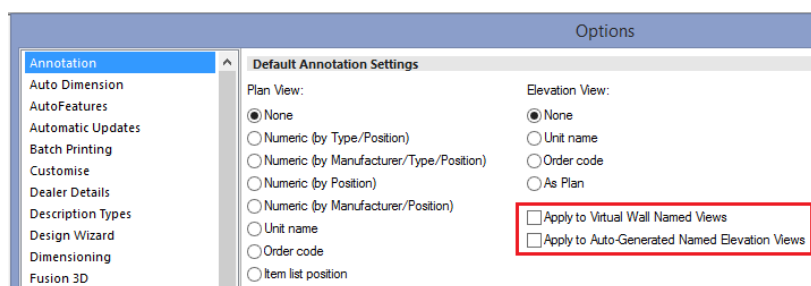 Options
Annotation
Auto Dimension
AutoFeatures
Automatic Updates
Batch Printing
Customise
Dealer Details
Description Types
Design Wizard
Dimensioning
Fusion 3D
Default Annotation Settings
Plan View:
None
Numeric (by Type/Position)
Numeric (by Manufacturer/Type/Position)
Numeric (by Position)
Numeric (by Manufacturer/Position)
Unit name
Order code
Item list position
Elevation View:
None
Unit name
Order code
As Plan
Apply to Virtual Wall Named Views
Apply to Auto-Generated Named Elevation Views